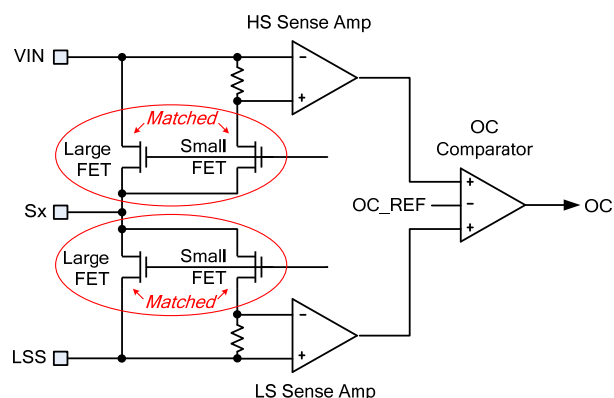 HS Sense Amp
VIN
−
+
Matched
Large
FET
Small
FET
OC
Comparator
+
Sx
OC_REF
−
OC
+
Large
FET
Small
FET
Matched
−
+
LSS
LS Sense Amp